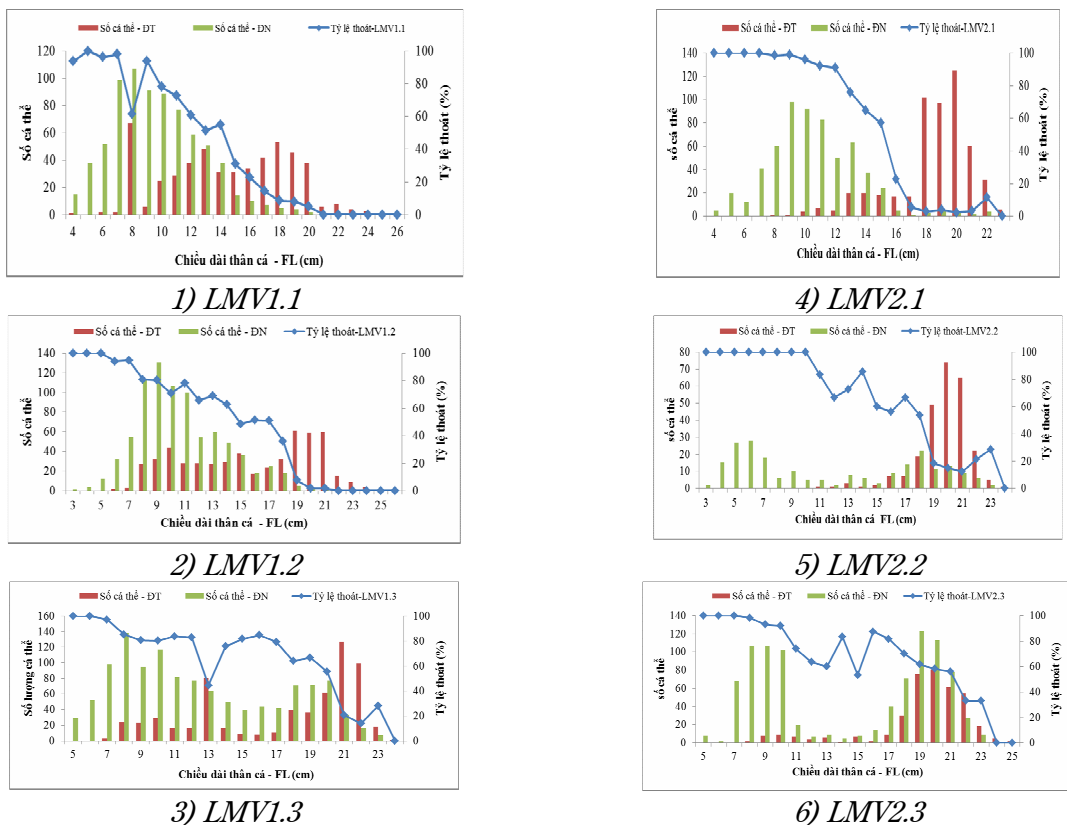 Số cá thể - ĐT Số cá thể - ĐN Tỷ lệ thoát-LMV1.1
120 100 80 60 40 20 0
Số cá thể
100 80 60 40 20 0
Tỷ lệ thoát (%)
4 6 8 10 12 14 16 18 20 22 24 26
Chiều dài thân cá - FL (cm)
1) LMV1.1
Số cá thể - ĐT Số cá thể - ĐN Tỷ lệ thoát-LMV2.1
140 120 100 80 60 40 20 0
số cá thể
100 80 60 40 20 0
Tỷ lệ thoát (%)
4 6 8 10 12 14 16 18 20 22
Chiều dài thân cá - FL (cm)
4) LMV2.1
Số cá thể - ĐT Số cá thể - ĐN Tỷ lệ thoát-LMV1.2
140 120 100 80 60 40 20 0
Số cá thể
100 80 60 40 20 0
Tỷ lệ thoát (%)
3 5 7 9 11 13 15 17 19 21 23 25
Chiều dài thân cá - FL (cm)
2) LMV1.2
Số cá thể - ĐT Số cá thể - ĐN Tỷ lệ thoát-LMV2.2
80 70 60 50 40 30 20 10 0
số cá thể
100 80 60 40 20 0
Tỷ lệ thoát (%)
3 5 7 9 11 13 15 17 19 21 23
Chiều dài thân cá FL (cm)
5) LMV2.2
Số cá thể - ĐT Số cá thể - ĐN Tỷ lệ thoát-LMV1.3
160 140 120 100 80 60 40 20 0
Số lượng cá thể
100 80 60 40 20 0
Tỷ lệ thoát (%)
5 7 9 11 13 15 17 19 21 23
Chiều dài thân cá - FL (cm)
3) LMV1.3
Số cá thể - ĐT Số cá thể - ĐN Tỷ lệ thoát-LMV2.3
140 120 100 80 60 40 20 0
số cá thể
100 80 60 40 20 0
Tỷ lệ thoát (%)
5 7 9 11 13 15 17 19 21 23 25
Chiều dài thân cá - FL (cm)
6) LMV2.3